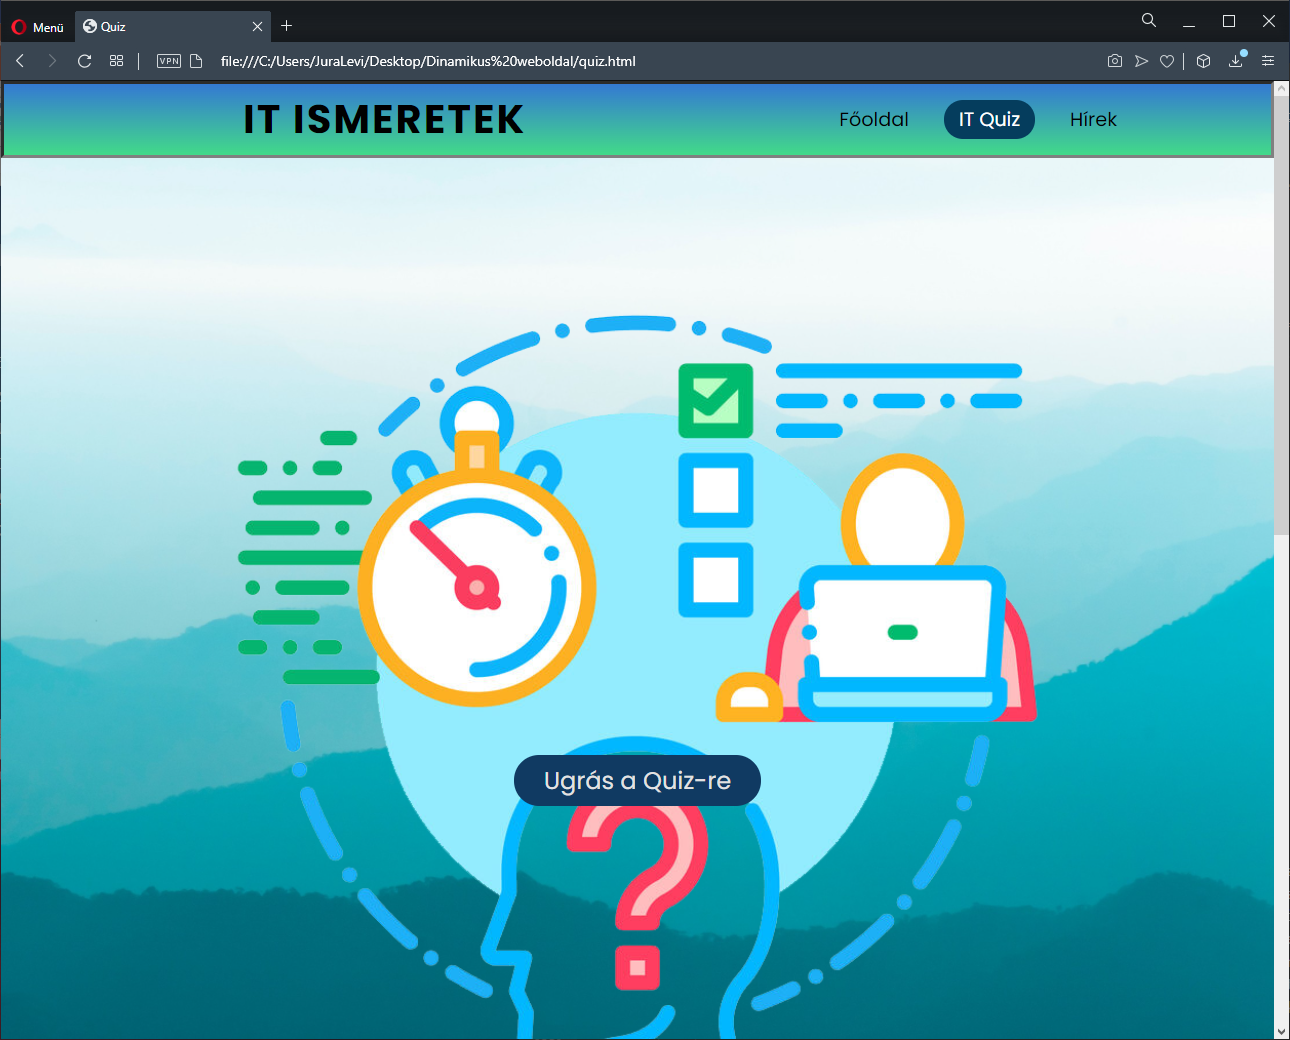 Menü
Quiz
VPN
file:///C:/Users/JuraLevi/Desktop/Dinamikus%20weboldal/quiz.html
IT ISMERETEK
Főoldal
IT Quiz
Hírek
Ugrás a Quiz-re